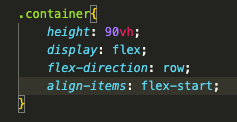 .container{
height: 90vh;
display: flex;
flex-direction: row;
align-items: flex-start;
}